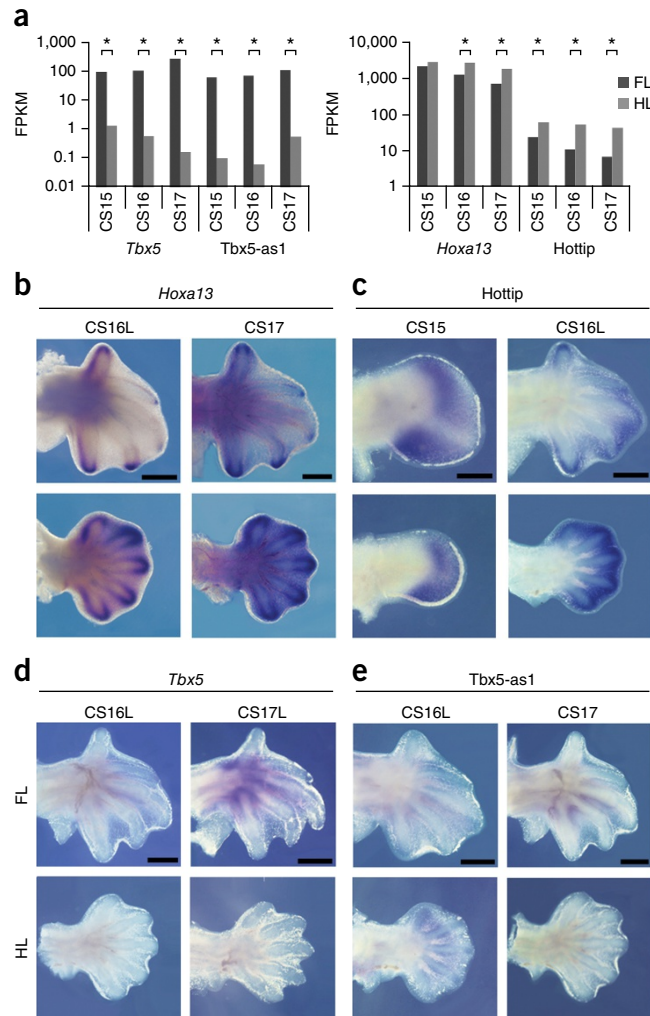 a
* * * * * *
1,000
100
10
1
0.1
0.01
FPKM
CS15 CS16 CS17 CS15 CS16 CS17
Tbx5 Tbx5-as1
* * * * *
10,000
1,000
100
10
1
FPKM
FL
HL
CS15 CS16 CS17 CS15 CS16 CS17
Hoxa13 Hottip
b
Hoxa13
CS16L CS17
c
Hottip
CS15 CS16L
d
Tbx5
CS16L CS17L
e
Tbx5-as1
CS16L CS17
FL
HL